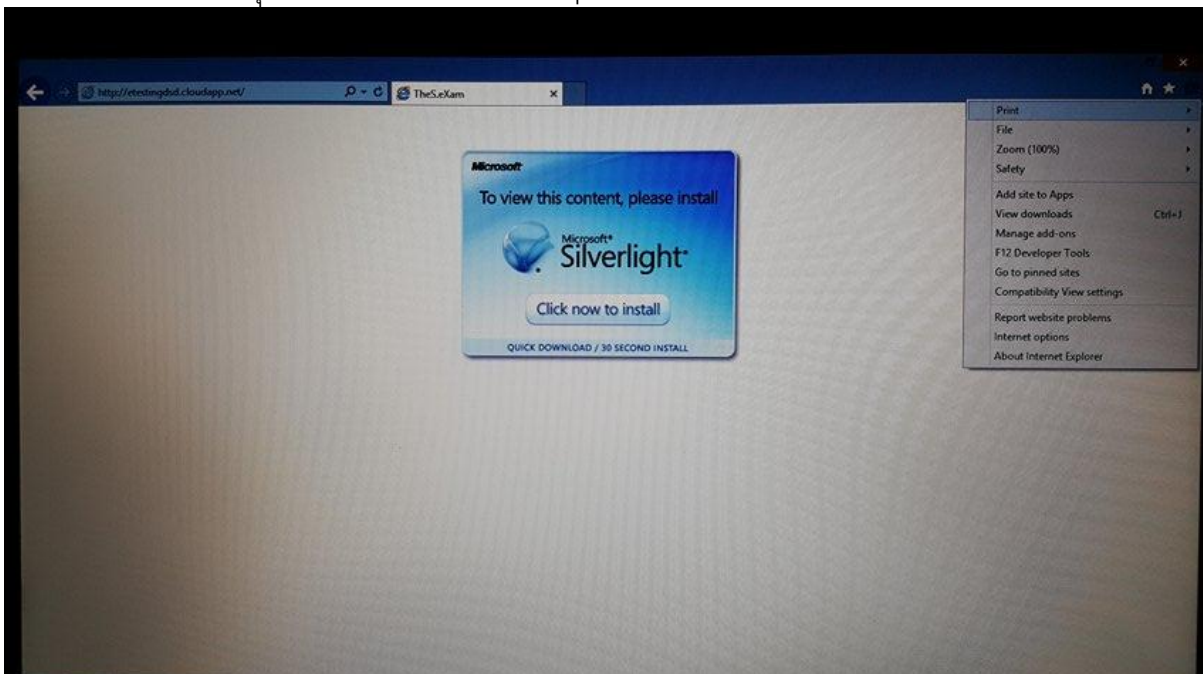 http://etestingdsd.cloudapp.net/
TheS.eXam
Print
File
Zoom (100%)
Safety
Add site to Apps
View downloads Ctrl+J
Manage add-ons
F12 Developer Tools
Go to pinned sites
Compatibility View settings
Report website problems
Internet options
About Internet Explorer
Microsoft
To view this content, please install
Microsoft®
Silverlight®
Click now to install
QUICK DOWNLOAD / 30 SECOND INSTALL